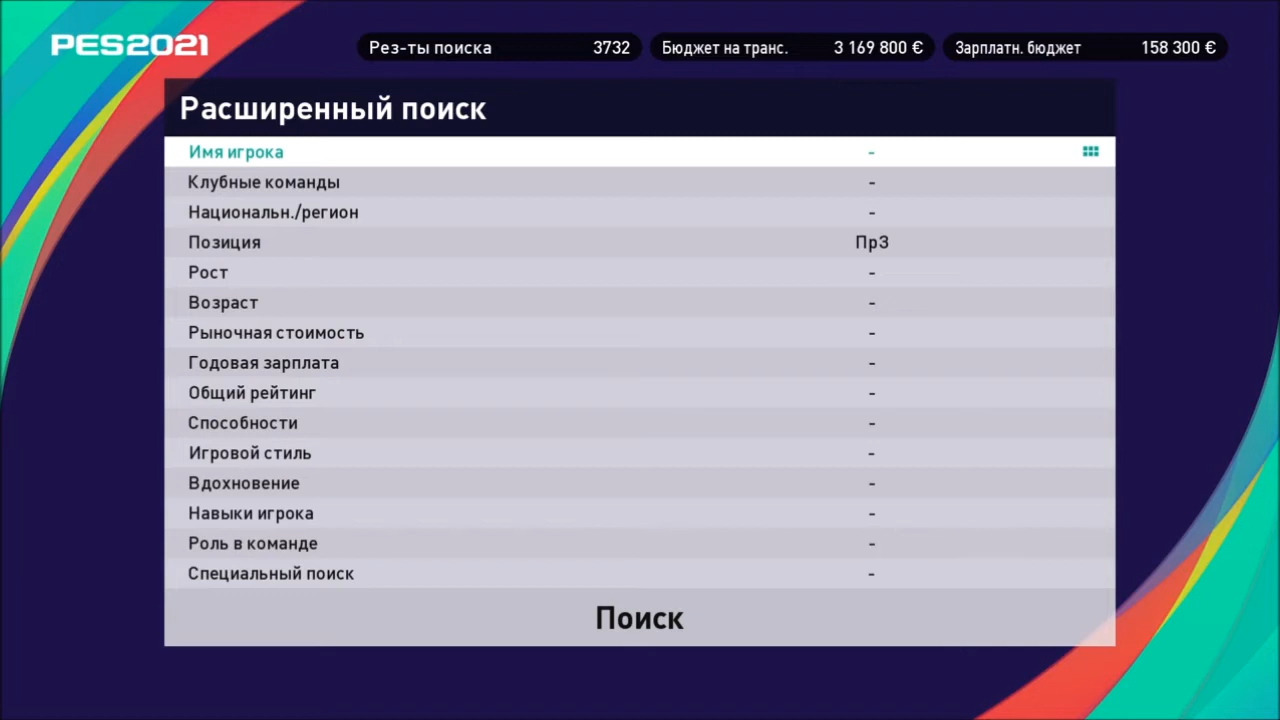 PES2021
Рез-ты поиска 3732 Бюджет на транс. 3 169 800 € Зарплатн. бюджет 158 300 €
Расширенный поиск
Имя игрока -
Клубные команды -
Национальн./регион -
Позиция ПрЗ
Рост -
Возраст -
Рыночная стоимость -
Годовая зарплата -
Общий рейтинг -
Способности -
Игровой стиль -
Вдохновение -
Навыки игрока -
Роль в команде -
Специальный поиск -
Поиск